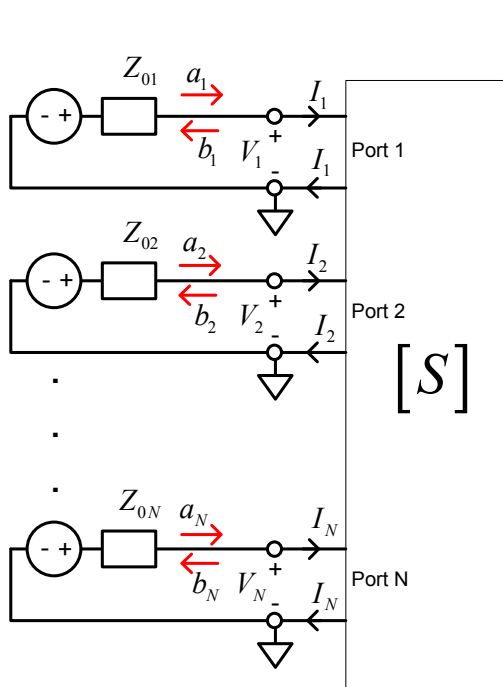 Z₀₁ a₁ I₁
- +
b₁ + V₁ I₁ Port 1
-
Z₀₂ a₂ I₂
- +
b₂ + V₂ I₂ Port 2
-
[S]
.
.
.
Z₀N aN IN
- +
bN + VN IN Port N
-